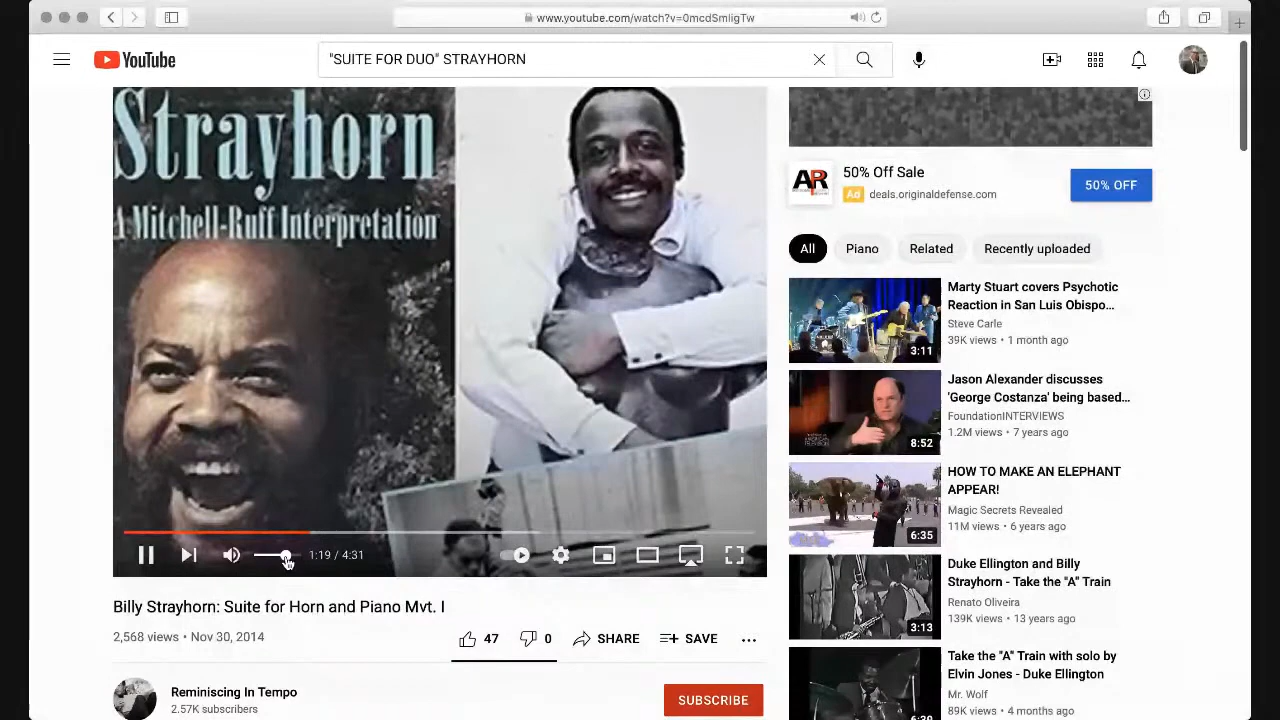 www.youtube.com/watch?v=0mcdSmligTw
YouTube
"SUITE FOR DUO" STRAYHORN
Strayhorn
A Mitchell-Ruff Interpretation
1:19 / 4:31
Billy Strayhorn: Suite for Horn and Piano Mvt. I
2,568 views • Nov 30, 2014
47
0
SHARE
SAVE
Reminiscing In Tempo
2.57K subscribers
SUBSCRIBE
AR
50% Off Sale
Ad deals.originaldefense.com
50% OFF
All
Piano
Related
Recently uploaded
3:11
Marty Stuart covers Psychotic
Reaction in San Luis Obispo…
Steve Carle
39K views • 1 month ago
8:52
Jason Alexander discusses
'George Costanza' being based…
FoundationINTERVIEWS
1.2M views • 7 years ago
6:35
HOW TO MAKE AN ELEPHANT
APPEAR!
Magic Secrets Revealed
11M views • 6 years ago
3:13
Duke Ellington and Billy
Strayhorn - Take the "A" Train
Renato Oliveira
139K views • 13 years ago
Take the "A" Train with solo by
Elvin Jones - Duke Ellington
Mr. Wolf
89K views • 4 months ago